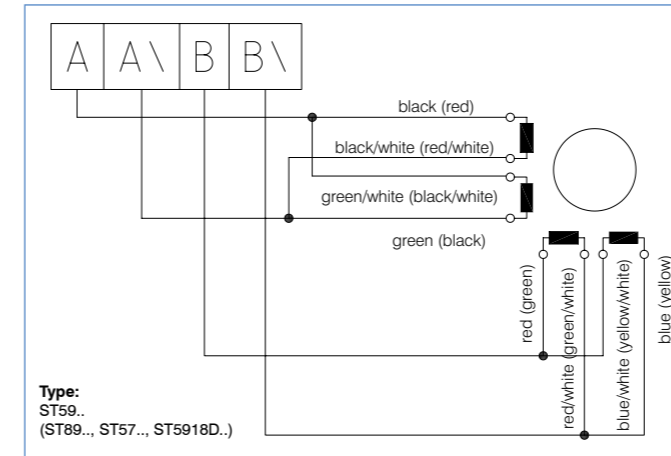 A A\ B B\
black (red)
black/white (red/white)
green/white (black/white)
green (black)
red (green)
red/white (green/white)
blue/white (yellow/white)
blue (yellow)
Type:
ST59..
(ST89.., ST57.., ST5918D..)